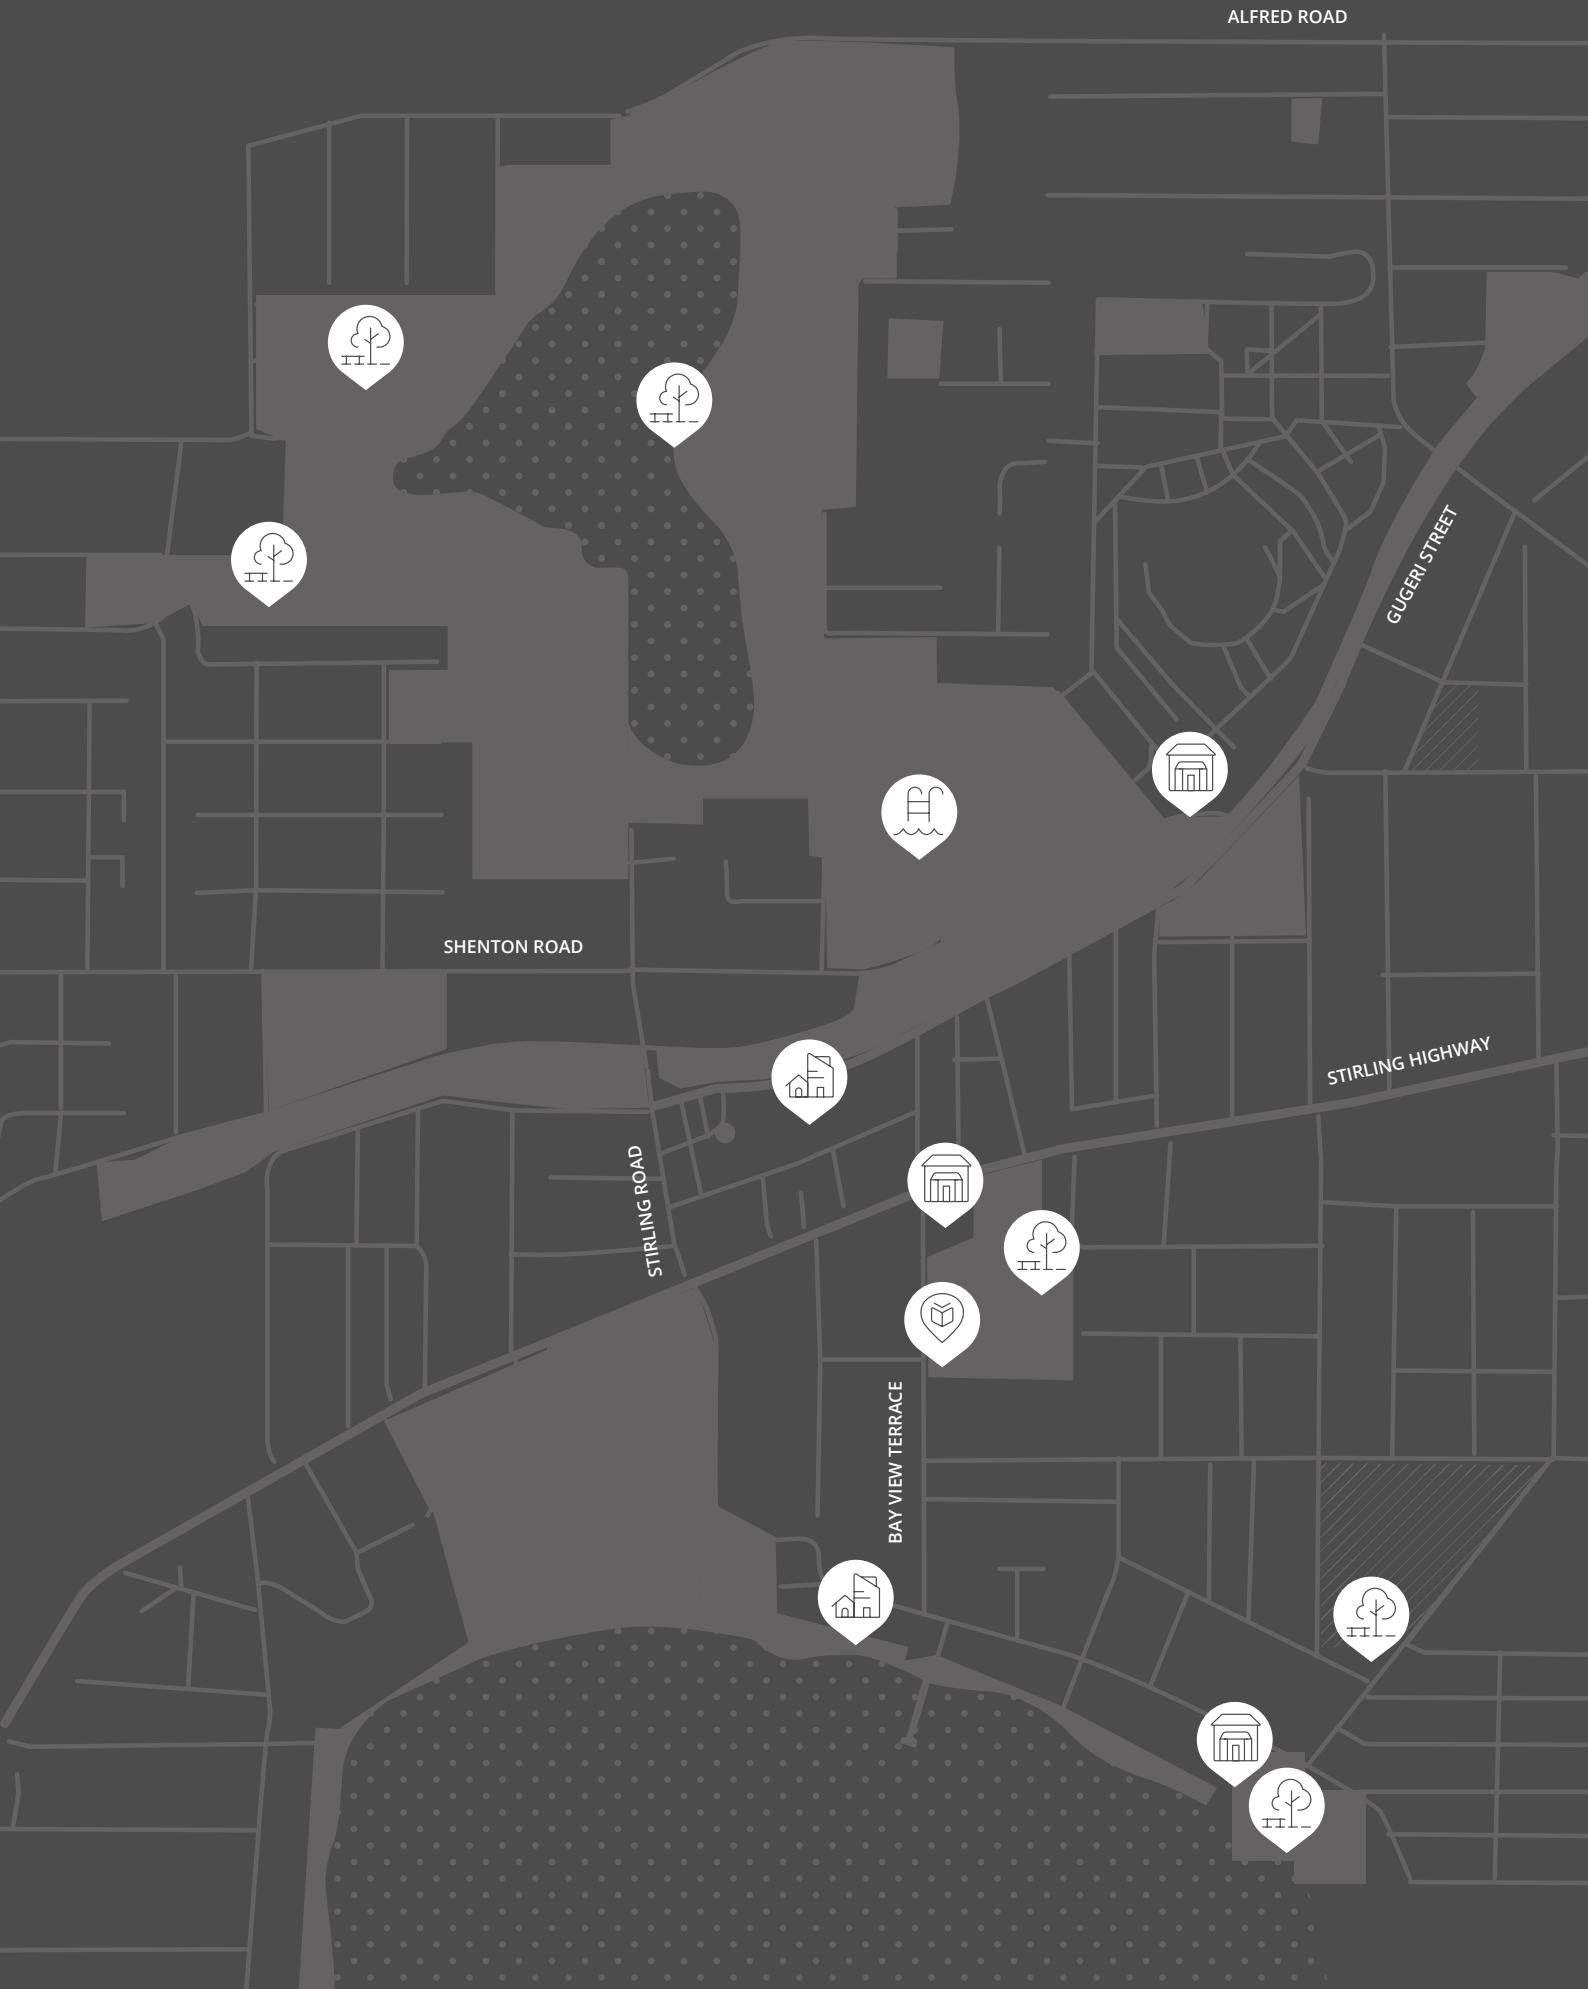 ALFRED ROAD
GUGERI STREET
SHENTON ROAD
STIRLING HIGHWAY
STIRLING ROAD
BAY VIEW TERRACE